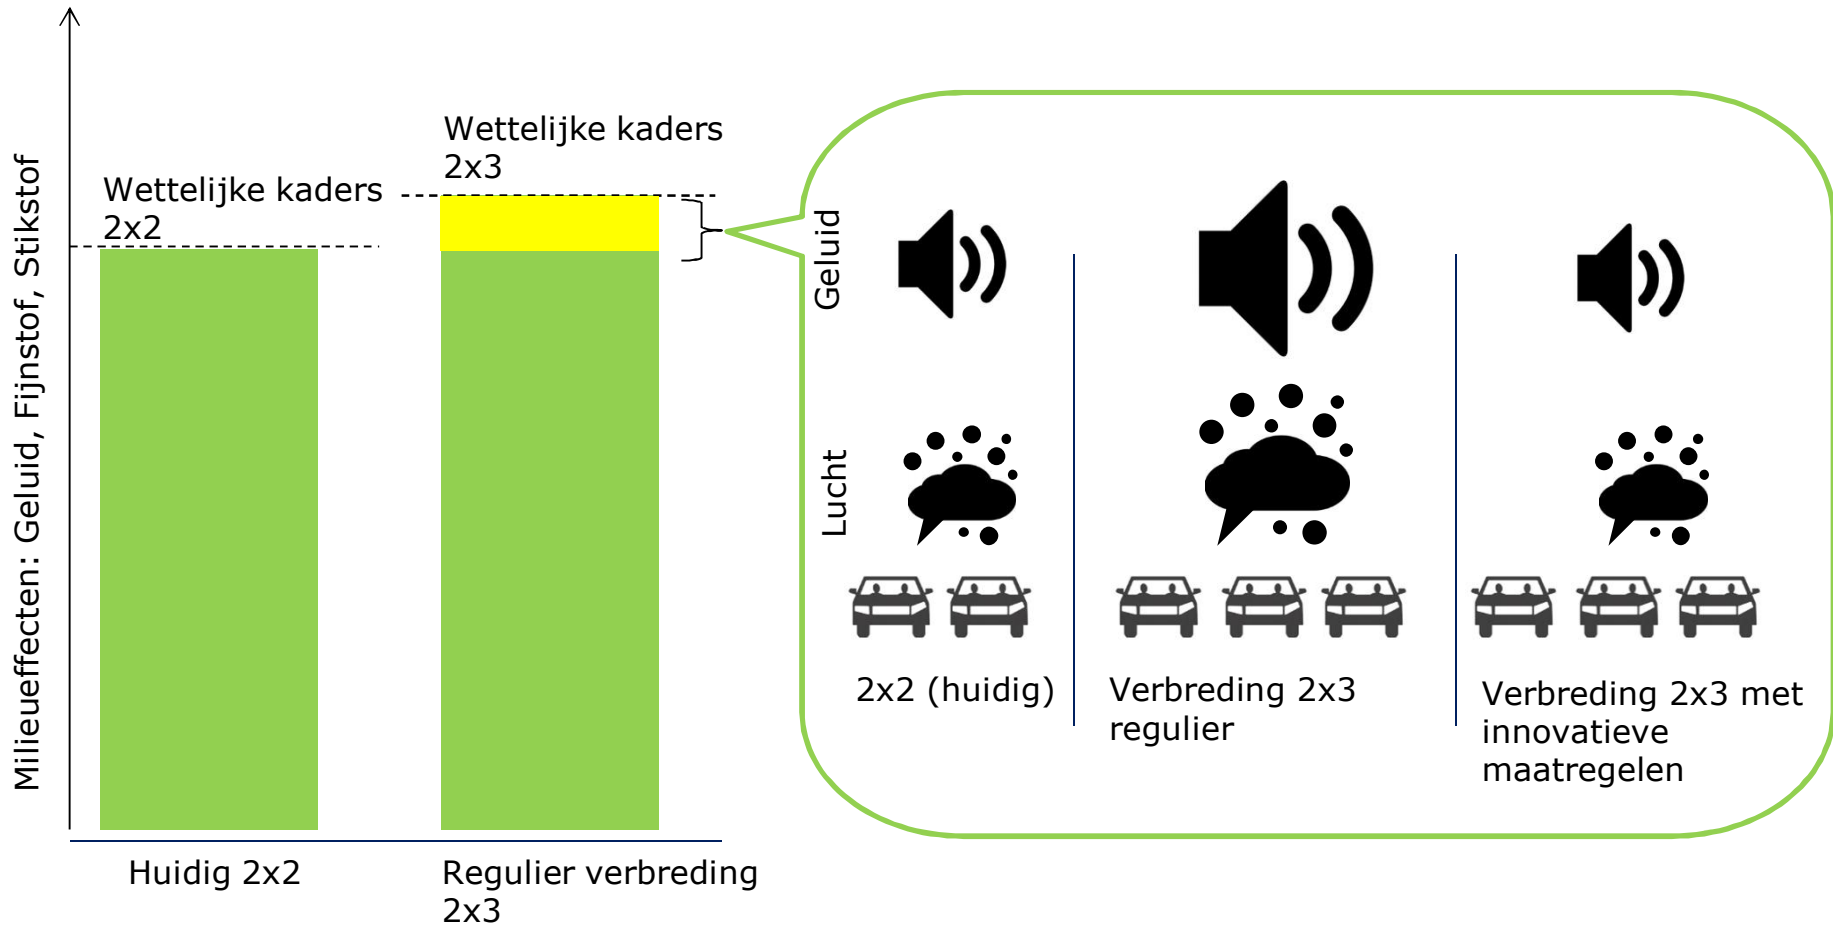 Milieueffecten: Geluid, Fijnstof, Stikstof
Wettelijke kaders
2x2
Wettelijke kaders
2x3
Huidig 2x2
Regulier verbreding
2x3
Geluid
Lucht
2x2 (huidig)
Verbreding 2x3
regulier
Verbreding 2x3 met
innovatieve
maatregelen